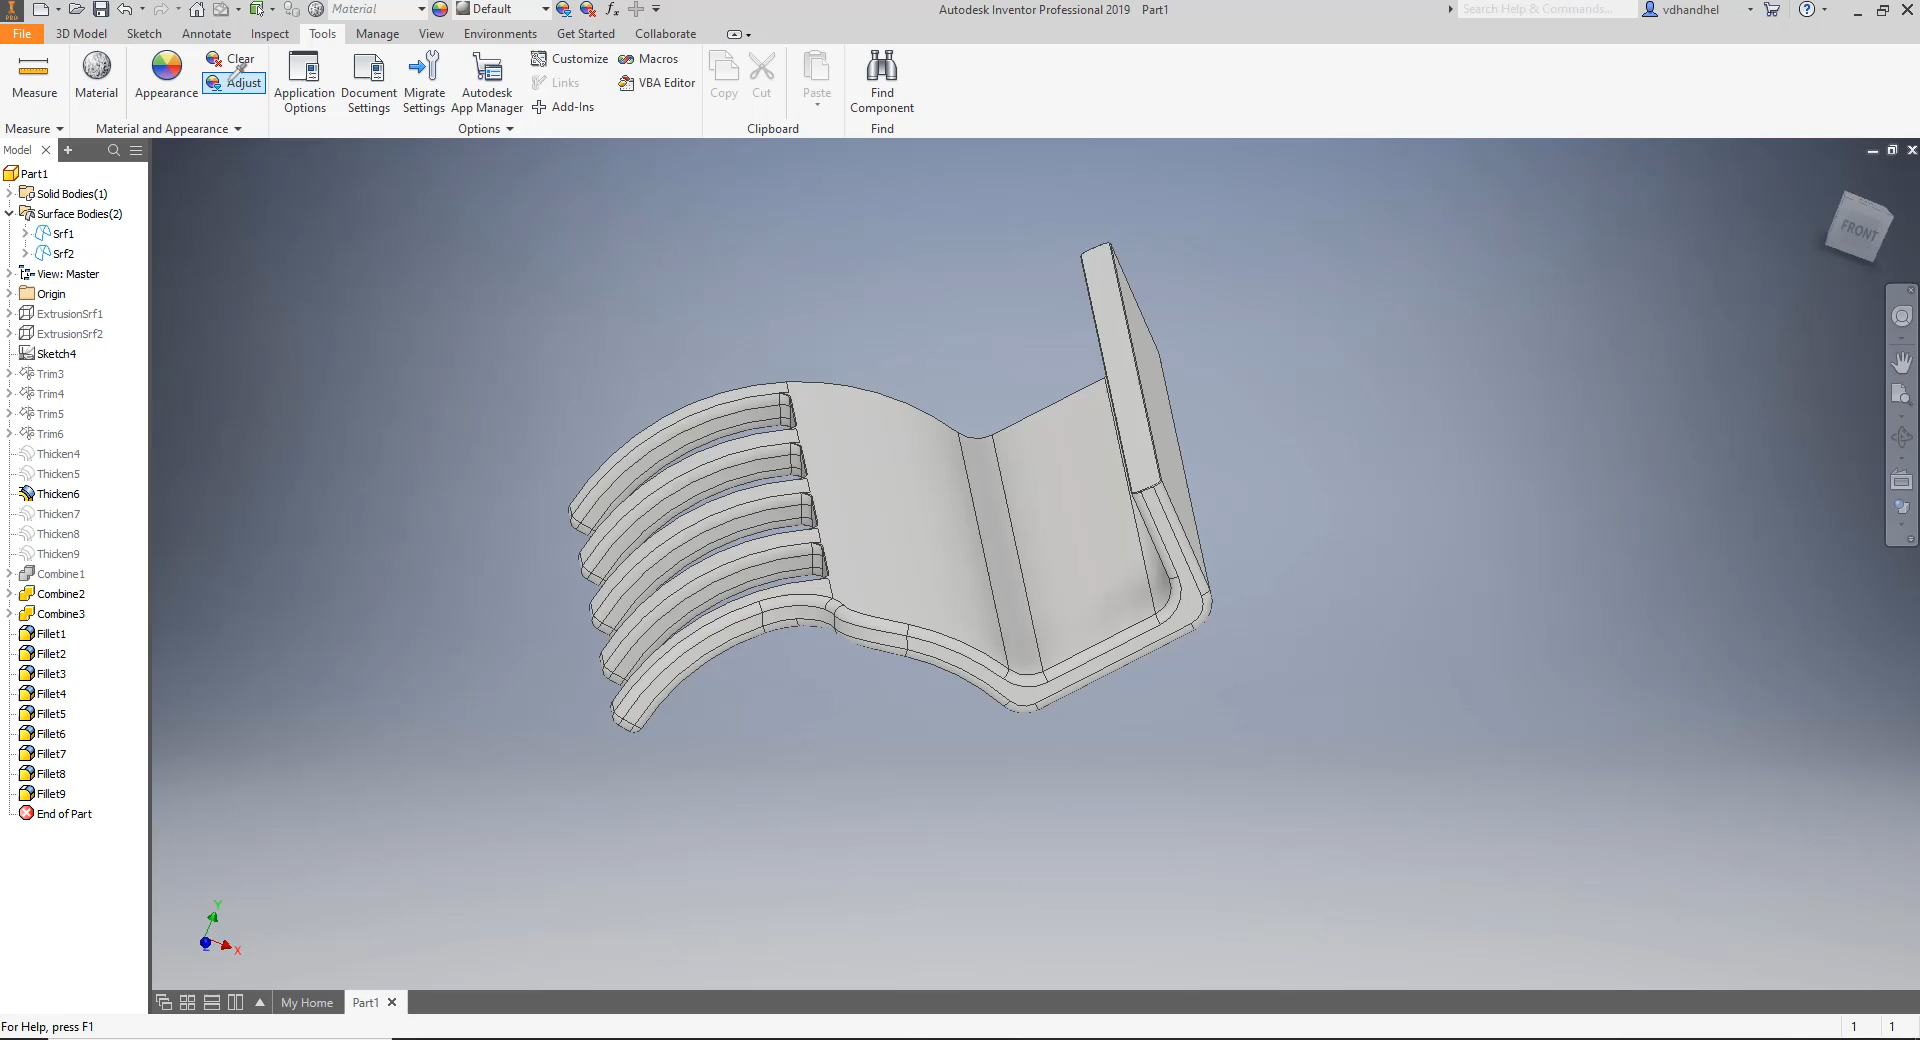 Material Default Autodesk Inventor Professional 2019 Part1 Search Help & Commands... vdhandhel
File 3D Model Sketch Annotate Inspect Tools Manage View Environments Get Started Collaborate
Clear Adjust
Measure Material Appearance Application Options Document Settings Migrate Settings Autodesk App Manager
Customize Macros
Links VBA Editor
Add-Ins
Copy Cut Paste Find Component
Measure Material and Appearance Options Clipboard Find
Model
Part1
Solid Bodies(1)
Surface Bodies(2)
Srf1
Srf2
View: Master
Origin
ExtrusionSrf1
ExtrusionSrf2
Sketch4
Trim3
Trim4
Trim5
Trim6
Thicken4
Thicken5
Thicken6
Thicken7
Thicken8
Thicken9
Combine1
Combine2
Combine3
Fillet1
Fillet2
Fillet3
Fillet4
Fillet5
Fillet6
Fillet7
Fillet8
Fillet9
End of Part
FRONT
Y
X
My Home Part1
For Help, press F1 1 1